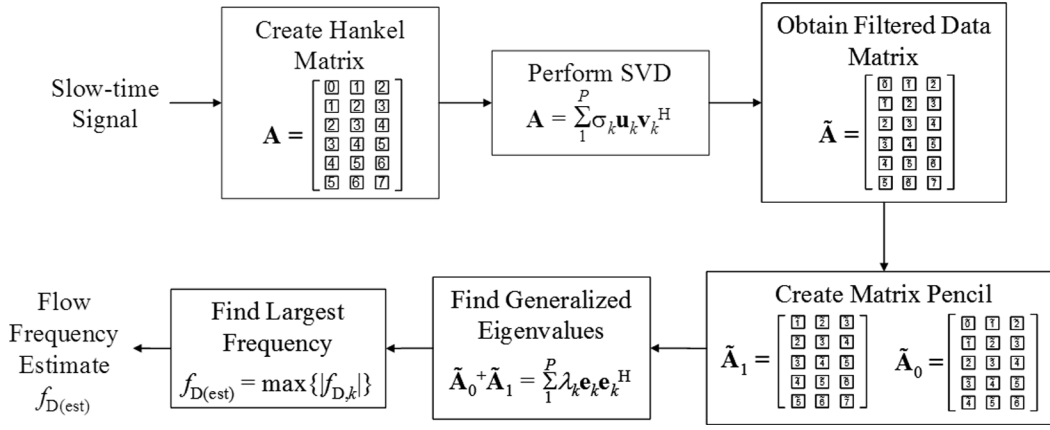 Slow-time
Signal
Create Hankel
Matrix
A =
0 1 2
1 2 3
2 3 4
3 4 5
4 5 6
5 6 7
Perform SVD
A = ∑₁ᴾ σₖuₖvₖᴴ
Obtain Filtered Data
Matrix
Ã =
0 1 2
1 2 3
2 3 4
3 4 5
4 5 6
5 6 7
Create Matrix Pencil
Ã₁ =
1 2 3
2 3 4
3 4 5
4 5 6
5 6 7
Ã₀ =
0 1 2
1 2 3
2 3 4
3 4 5
4 5 6
Find Generalized
Eigenvalues
Ã₀⁺Ã₁ = ∑₁ᴾ λₖeₖeₖᴴ
Find Largest
Frequency
f_D(est) = max{|f_D,k|}
Flow
Frequency
Estimate
f_D(est)